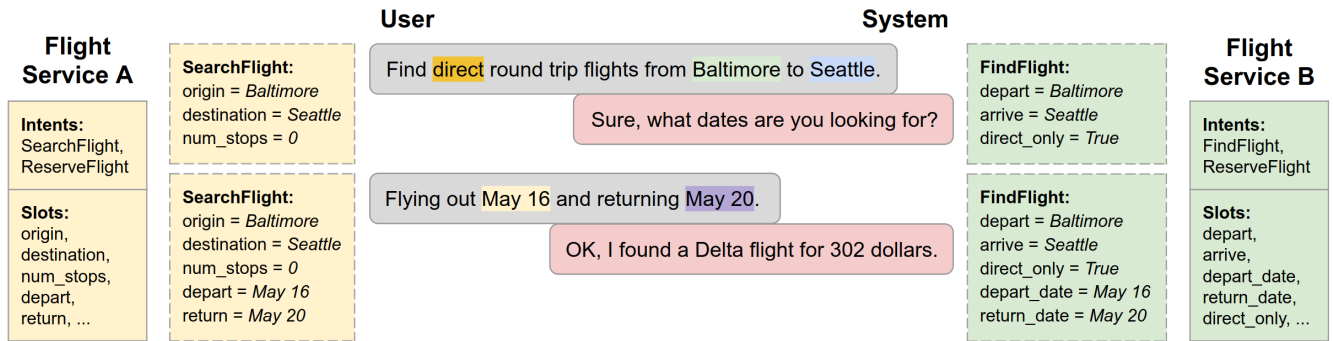 User
System
Flight
Service A
Intents:
SearchFlight,
ReserveFlight
Slots:
origin,
destination,
num_stops,
depart,
return, ...
SearchFlight:
origin = Baltimore
destination = Seattle
num_stops = 0
SearchFlight:
origin = Baltimore
destination = Seattle
num_stops = 0
depart = May 16
return = May 20
Find direct round trip flights from Baltimore to Seattle.
Sure, what dates are you looking for?
Flying out May 16 and returning May 20.
OK, I found a Delta flight for 302 dollars.
FindFlight:
depart = Baltimore
arrive = Seattle
direct_only = True
FindFlight:
depart = Baltimore
arrive = Seattle
direct_only = True
depart_date = May 16
return_date = May 20
Flight
Service B
Intents:
FindFlight,
ReserveFlight
Slots:
depart,
arrive,
depart_date,
return_date,
direct_only, ...